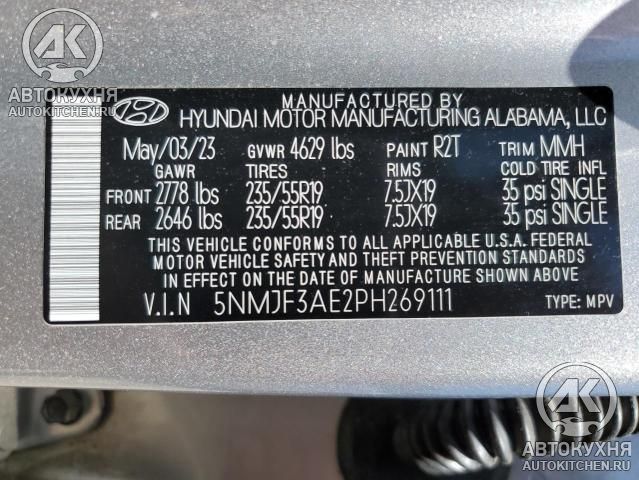 АК
АВТОКУХНЯ
AUTOKITCHEN.RU
MANUFACTURED BY
HYUNDAI MOTOR MANUFACTURING ALABAMA, LLC
May/03/23 GVWR 4629 lbs PAINT R2T TRIM MMH
GAWR TIRES RIMS COLD TIRE INFL
FRONT 2778 lbs 235/55R19 7.5JX19 35 psi SINGLE
REAR 2646 lbs 235/55R19 7.5JX19 35 psi SINGLE
THIS VEHICLE CONFORMS TO ALL APPLICABLE U.S.A. FEDERAL
MOTOR VEHICLE SAFETY AND THEFT PREVENTION STANDARDS
IN EFFECT ON THE DATE OF MANUFACTURE SHOWN ABOVE.
V.I.N 5NMJF3AE2PH269111 TYPE: MPV
АК
АВТОКУХНЯ
AUTOKITCHEN.RU